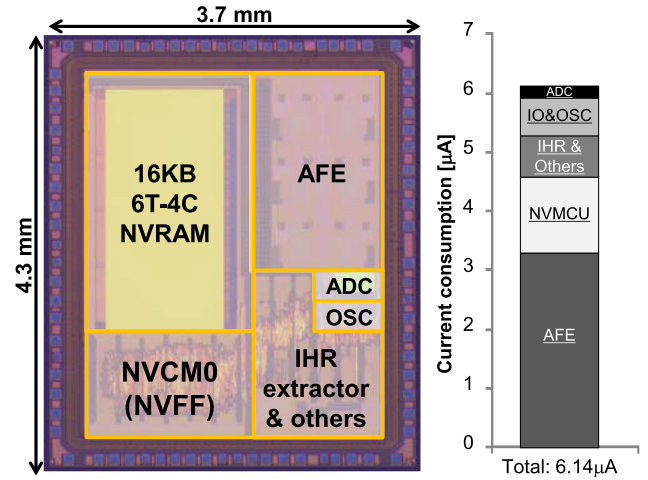 3.7 mm
4.3 mm
16KB
6T-4C
NVRAM
AFE
ADC
OSC
NVCM0
(NVFF)
IHR
extractor
& others
Current consumption [μA]
7
6
5
4
3
2
1
0
ADC
IO&OSC
IHR &
Others
NVMCU
AFE
Total: 6.14μA